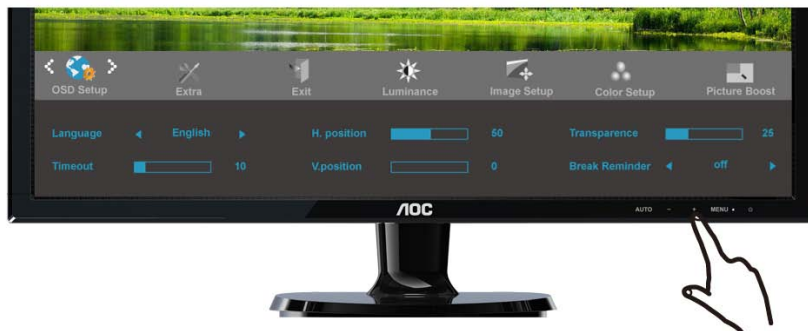 OSD Setup
Extra
Exit
Luminance
Image Setup
Color Setup
Picture Boost
Language
English
H. position
50
Transparence
25
Timeout
10
V.position
0
Break Reminder
off
AOC
AUTO - + MENU